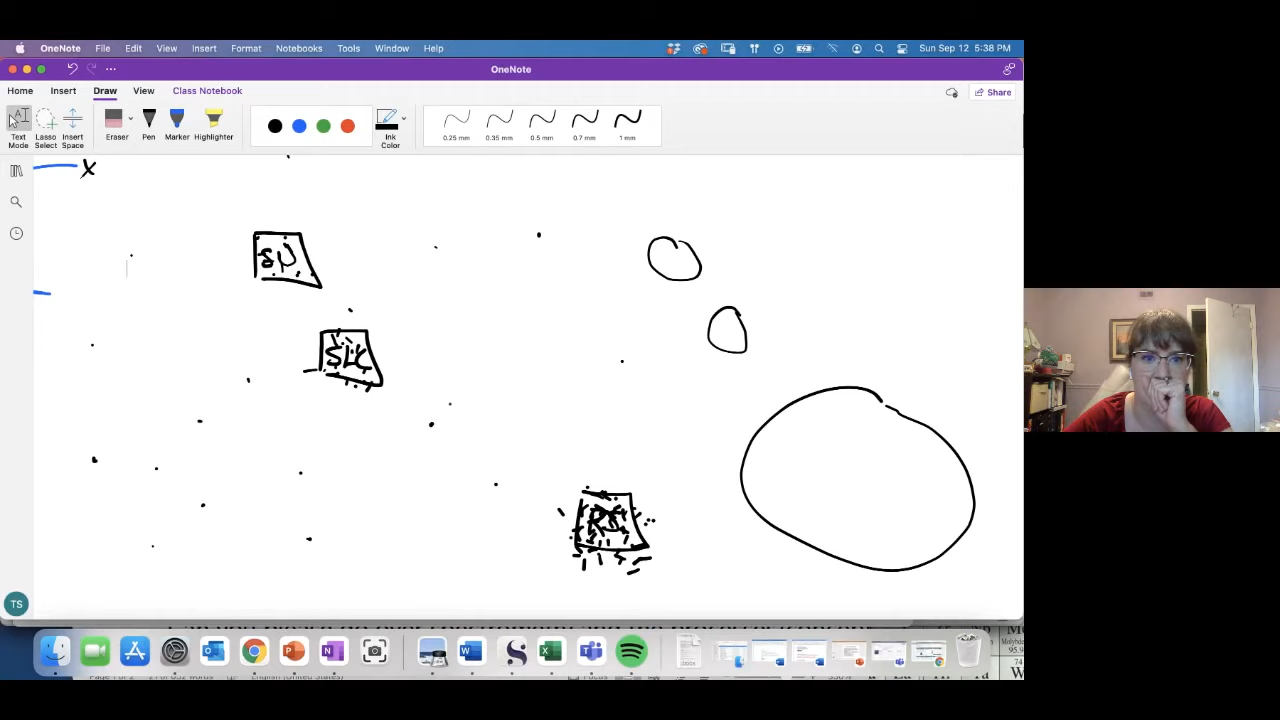 OneNote File Edit View Insert Format Notebooks Tools Window Help Sun Sep 12 5:38 PM
OneNote
Home Insert Draw View Class Notebook Share
Text Mode Lasso Select Insert Space Eraser Pen Marker Highlighter Ink Color 0.25 mm 0.35 mm 0.5 mm 0.7 mm 1 mm
X
SU
SLC
TS